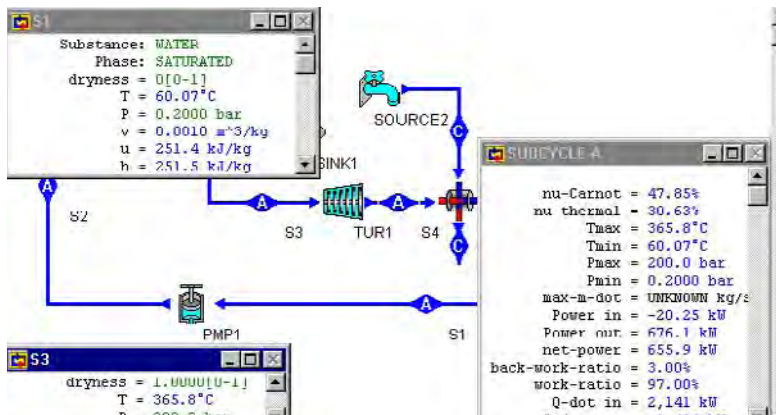 S1
Substance: WATER
Phase: SATURATED
dryness = 0[0-1]
T = 60.07°C
P = 0.2000 bar
v = 0.0010 m^3/kg
u = 251.4 kJ/kg
h = 251.5 kJ/kg
SOURCE2
C
SINK1
A
A
A
S2
S3
TUR1
S4
C
A
PMP1
S1
SUBCYCLE-A
nu-Carnot = 47.85%
nu thermal = 30.63%
Tmax = 365.8°C
Tmin = 60.07°C
Pmax = 200.0 bar
Pmin = 0.2000 bar
max-m-dot = UNKNOWN kg/s
Power in = -20.25 kW
Power out = 676.1 kW
net-power = 655.9 kW
back-work-ratio = 3.00%
work-ratio = 97.00%
Q-dot in = 2,141 kW
S3
dryness = 1.0000[0-1]
T = 365.8°C